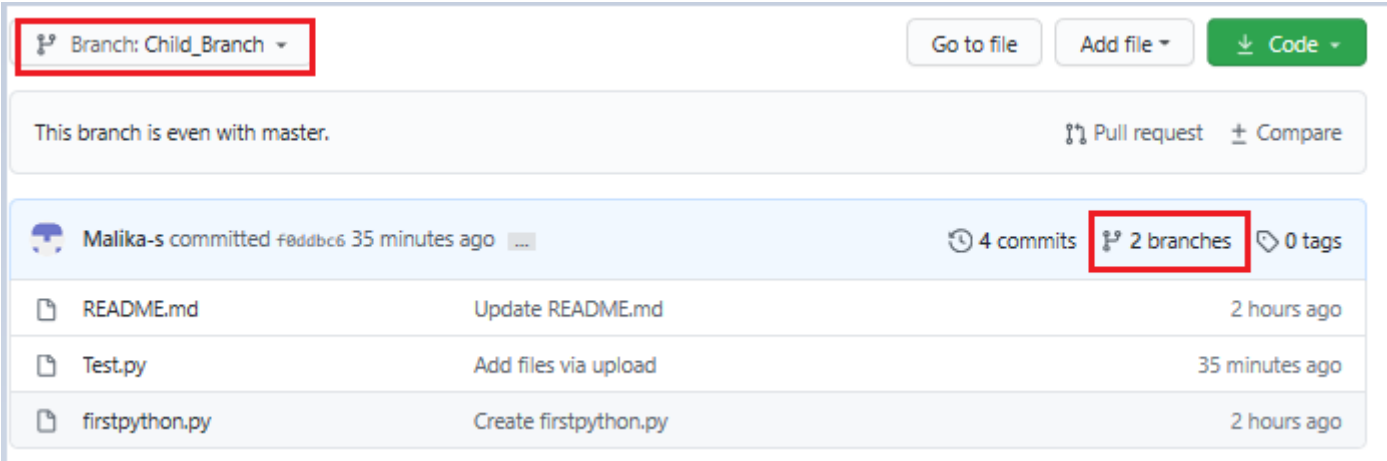 Branch: Child_Branch Go to file Add file Code
This branch is even with master. Pull request Compare
Malika-s committed f0ddbc6 35 minutes ago ... 4 commits 2 branches 0 tags
README.md Update README.md 2 hours ago
Test.py Add files via upload 35 minutes ago
firstpython.py Create firstpython.py 2 hours ago